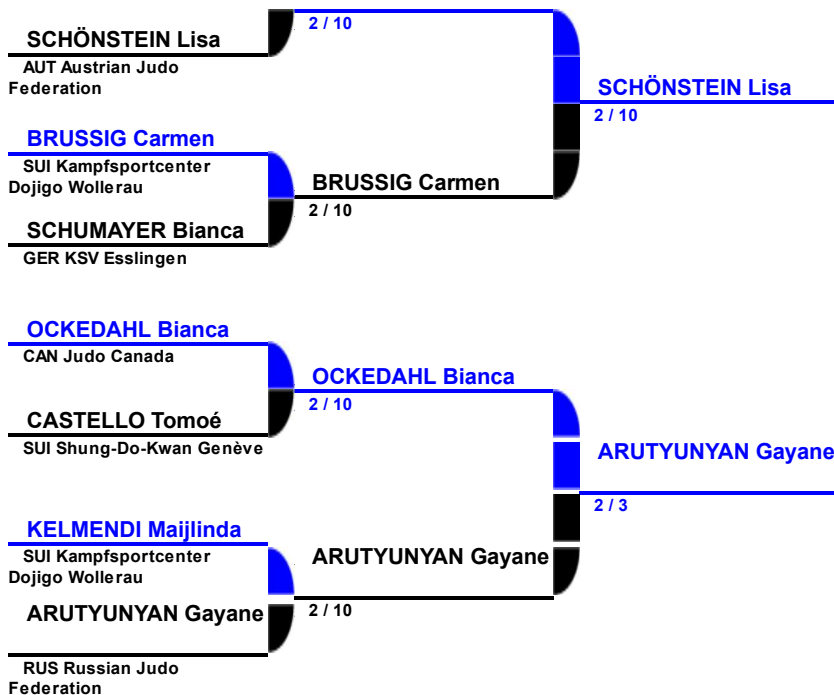 2 / 10
SCHÖNSTEIN Lisa
AUT Austrian Judo
Federation
SCHÖNSTEIN Lisa
2 / 10
BRUSSIG Carmen
SUI Kampfsportcenter
Dojigo Wollerau
BRUSSIG Carmen
2 / 10
SCHUMAYER Bianca
GER KSV Esslingen
OCKEDAHL Bianca
CAN Judo Canada
OCKEDAHL Bianca
2 / 10
CASTELLO Tomoé
SUI Shung-Do-Kwan Genève
ARUTYUNYAN Gayane
2 / 3
KELMENDI Maijlinda
SUI Kampfsportcenter
Dojigo Wollerau
ARUTYUNYAN Gayane
2 / 10
ARUTYUNYAN Gayane
RUS Russian Judo
Federation